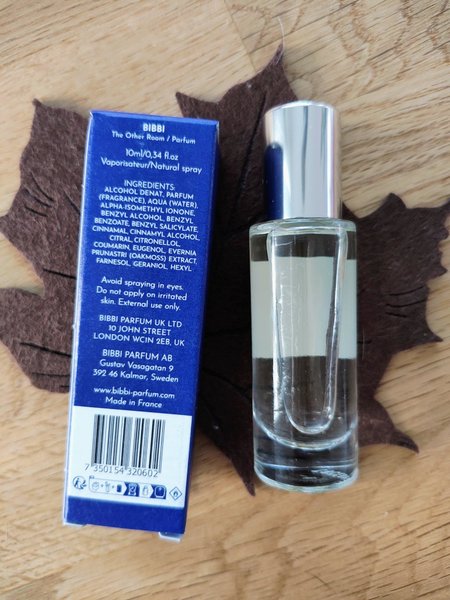 BIBBI
The Other Room / Parfum
10ml/0,34 fl.oz
Vaporisateur/Natural spray
INGREDIENTS:
ALCOHOL DENAT, PARFUM
(FRAGRANCE), AQUA (WATER),
ALPHA-ISOMETHYL IONONE,
BENZYL ALCOHOL, BENZYL
BENZOATE, BENZYL SALICYLATE,
CINNAMAL, CINNAMYL ALCOHOL,
CITRAL, CITRONELLOL,
COUMARIN, EUGENOL, EVERNIA
PRUNASTRI (OAKMOSS) EXTRACT,
FARNESOL, GERANIOL, HEXYL
Avoid spraying in eyes.
Do not apply on irritated
skin. External use only.
BIBBI PARFUM UK LTD
10 JOHN STREET
LONDON WC1N 2EB, UK
BIBBI PARFUM AB
Gustav Vasagatan 9
392 46 Kalmar, Sweden
www.bibbi-parfum.com
Made in France
7 350154 320602